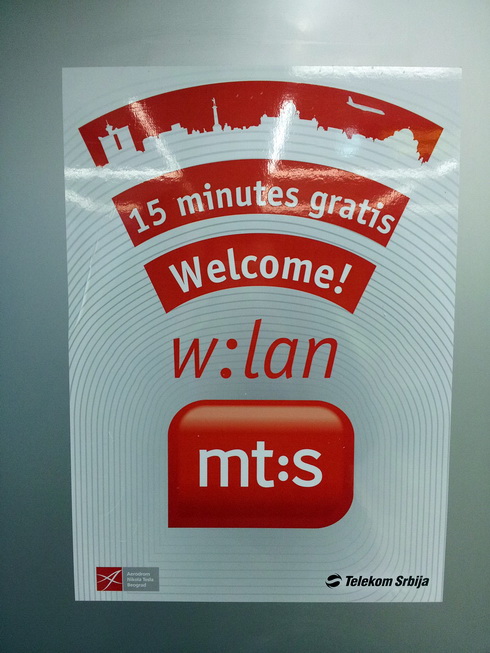 15 minutes gratis
Welcome!
w:lan
mt:s
Aerodrom
Nikola Tesla
Beograd
Telekom Srbija